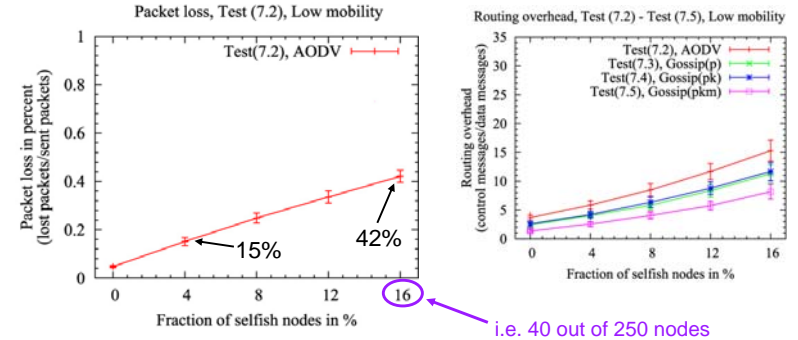 Packet loss, Test (7.2), Low mobility
Packet loss in percent
(lost packets/sent packets)
1
0.8
0.6
0.4
0.2
0
Test(7.2), AODV
15%
42%
0 4 8 12 16
Fraction of selfish nodes in %
Routing overhead, Test (7.2) - Test (7.5), Low mobility
Routing overhead
(control messages/data messages)
35
30
25
20
15
10
5
0
Test(7.2), AODV
Test(7.3), Gossip(p)
Test(7.4), Gossip(pk)
Test(7.5), Gossip(pkm)
0 4 8 12 16
Fraction of selfish nodes in %
i.e. 40 out of 250 nodes